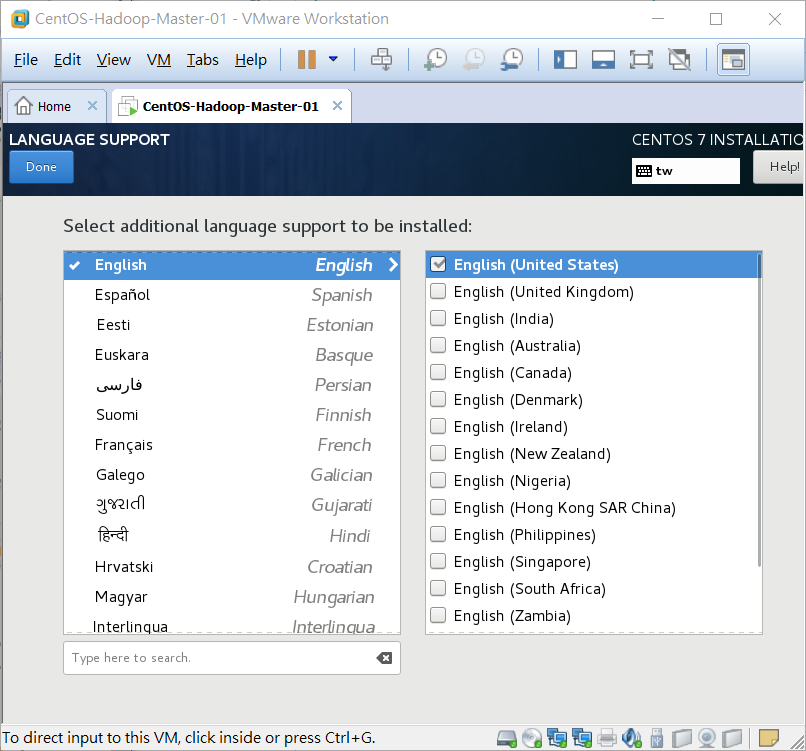 CentOS-Hadoop-Master-01 - VMware Workstation
File Edit View VM Tabs Help
Home CentOS-Hadoop-Master-01
LANGUAGE SUPPORT CENTOS 7 INSTALLATIO
Done tw Help!
Select additional language support to be installed:
English English
Español Spanish
Eesti Estonian
Euskara Basque
فارسی Persian
Suomi Finnish
Français French
Galego Galician
ગુજરાતી Gujarati
हिन्दी Hindi
Hrvatski Croatian
Magyar Hungarian
Interlingua Interlingua
Type here to search.
English (United States)
English (United Kingdom)
English (India)
English (Australia)
English (Canada)
English (Denmark)
English (Ireland)
English (New Zealand)
English (Nigeria)
English (Hong Kong SAR China)
English (Philippines)
English (Singapore)
English (South Africa)
English (Zambia)
To direct input to this VM, click inside or press Ctrl+G.